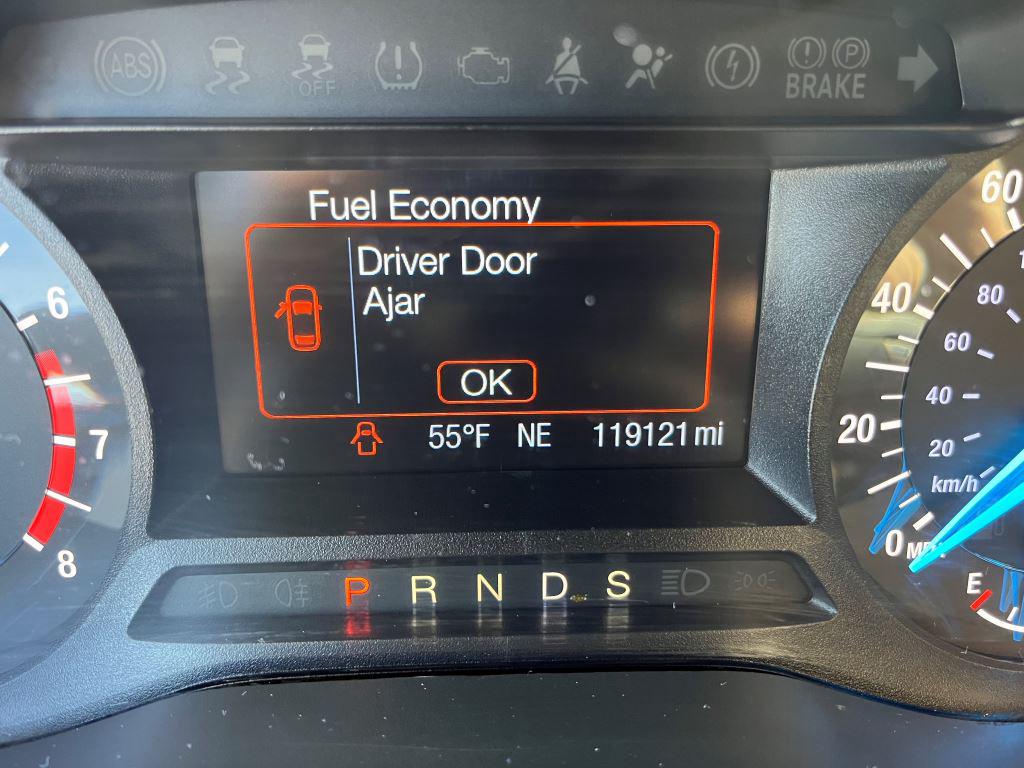 ABS
OFF
BRAKE
Fuel Economy
Driver Door
Ajar
OK
55°F NE 119121 mi
6
7
8
60
40
20
0 MPH
80
60
40
20
km/h
E
P R N D S